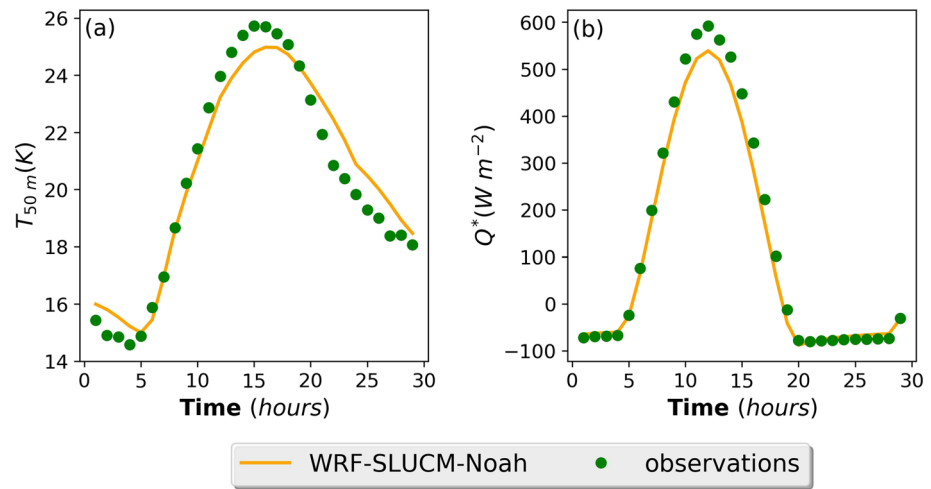 (a)
26
24
22
20
18
16
14
T50 m(K)
0 5 10 15 20 25 30
Time (hours)
(b)
600
500
400
300
200
100
0
−100
Q*(W m−2)
0 5 10 15 20 25 30
Time (hours)
WRF-SLUCM-Noah observations